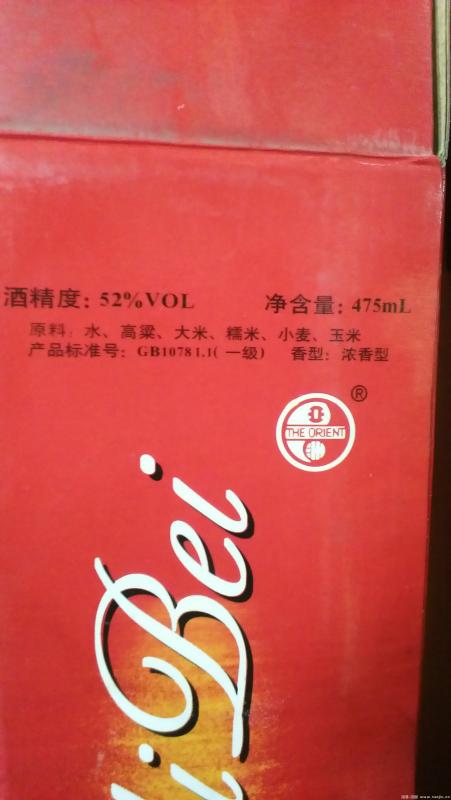 酒精度: 52%VOL 净含量: 475mL
原料: 水、高粱、大米、糯米、小麦、玉米
产品标准号: GB10781.1(一级) 香型: 浓香型
®
THE ORIENT
Bei